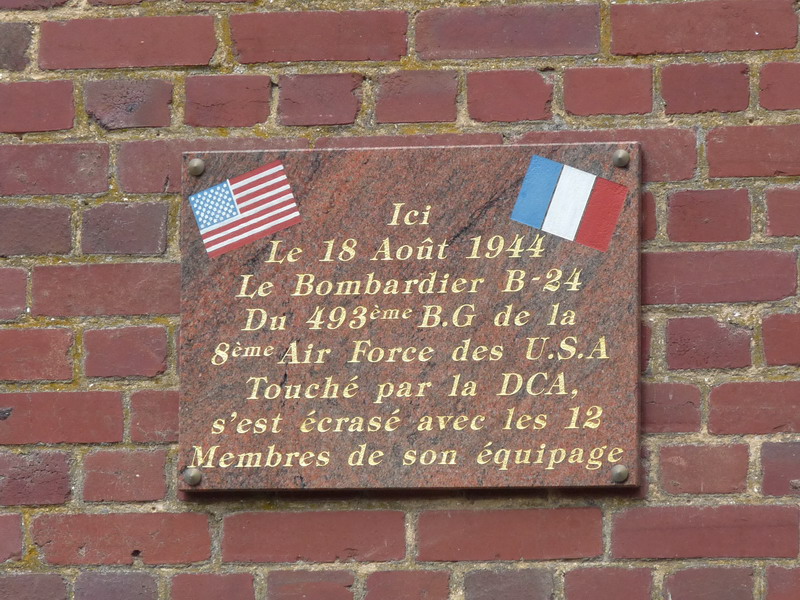 Ici
Le 18 Août 1944
Le Bombardier B-24
Du 493ème B.G de la
8ème Air Force des U.S.A
Touché par la DCA,
s'est écrasé avec les 12
Membres de son équipage